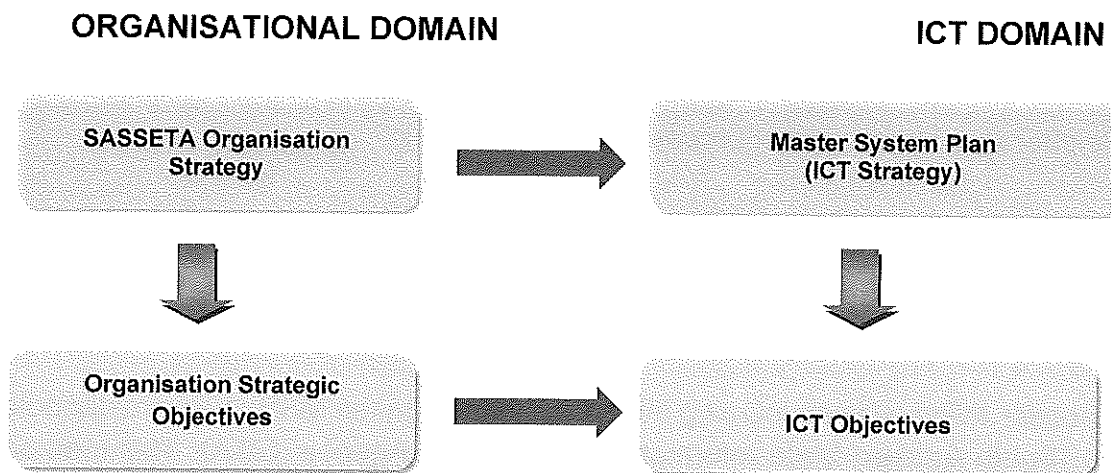 ORGANISATIONAL DOMAIN
ICT DOMAIN
SASSETA Organisation
Strategy
Master System Plan
(ICT Strategy)
Organisation Strategic
Objectives
ICT Objectives